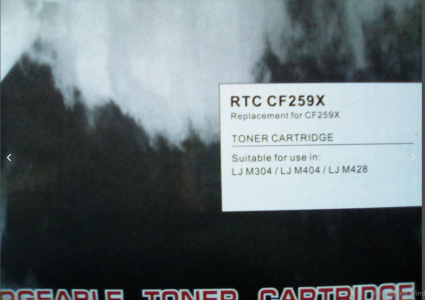 RTC CF259X
Replacement for CF259X
TONER CARTRIDGE
Suitable for use in:
LJ M304 / LJ M404 / LJ M428
TONER CARTRIDGE